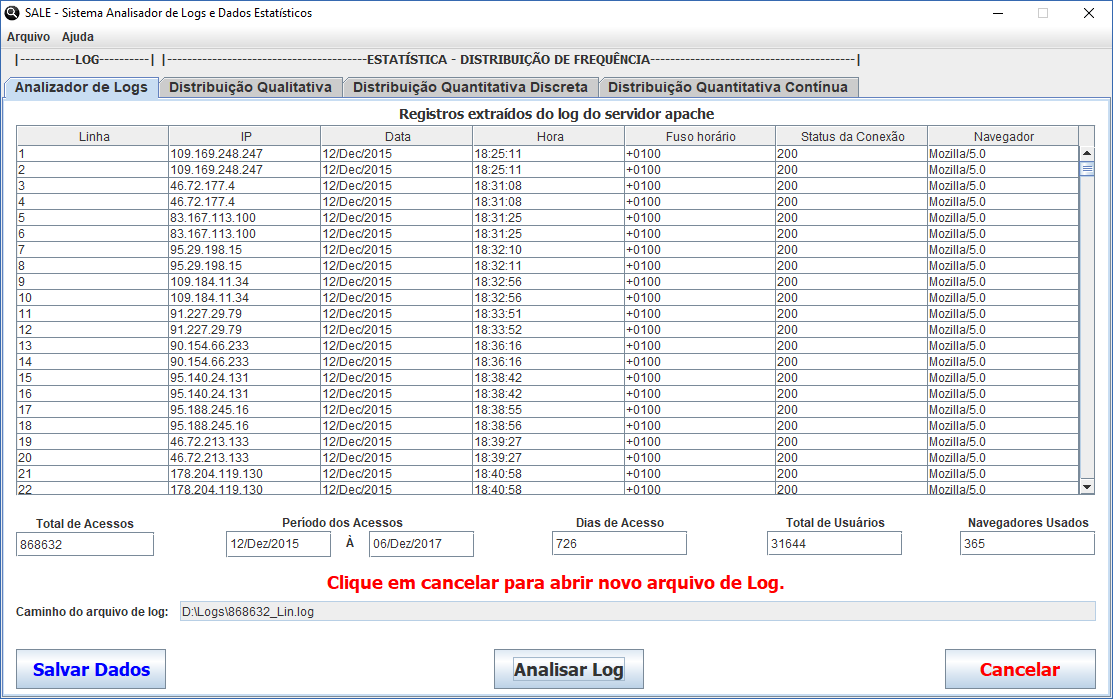 SALE - Sistema Analisador de Logs e Dados Estatísticos
Arquivo Ajuda
|-----------LOG----------| |-----------------------------------ESTATÍSTICA - DISTRIBUIÇÃO DE FREQUÊNCIA------------------------------------|
Analizador de Logs Distribuição Qualitativa Distribuição Quantitativa Discreta Distribuição Quantitativa Contínua
Registros extraídos do log do servidor apache
Linha IP Data Hora Fuso horário Status da Conexão Navegador
1 109.169.248.247 12/Dec/2015 18:25:11 +0100 200 Mozilla/5.0
2 109.169.248.247 12/Dec/2015 18:25:11 +0100 200 Mozilla/5.0
3 46.72.177.4 12/Dec/2015 18:31:08 +0100 200 Mozilla/5.0
4 46.72.177.4 12/Dec/2015 18:31:08 +0100 200 Mozilla/5.0
5 83.167.113.100 12/Dec/2015 18:31:25 +0100 200 Mozilla/5.0
6 83.167.113.100 12/Dec/2015 18:31:25 +0100 200 Mozilla/5.0
7 95.29.198.15 12/Dec/2015 18:32:10 +0100 200 Mozilla/5.0
8 95.29.198.15 12/Dec/2015 18:32:11 +0100 200 Mozilla/5.0
9 109.184.11.34 12/Dec/2015 18:32:56 +0100 200 Mozilla/5.0
10 109.184.11.34 12/Dec/2015 18:32:56 +0100 200 Mozilla/5.0
11 91.227.29.79 12/Dec/2015 18:33:51 +0100 200 Mozilla/5.0
12 91.227.29.79 12/Dec/2015 18:33:52 +0100 200 Mozilla/5.0
13 90.154.66.233 12/Dec/2015 18:36:16 +0100 200 Mozilla/5.0
14 90.154.66.233 12/Dec/2015 18:36:16 +0100 200 Mozilla/5.0
15 95.140.24.131 12/Dec/2015 18:38:42 +0100 200 Mozilla/5.0
16 95.140.24.131 12/Dec/2015 18:38:42 +0100 200 Mozilla/5.0
17 95.188.245.16 12/Dec/2015 18:38:55 +0100 200 Mozilla/5.0
18 95.188.245.16 12/Dec/2015 18:38:56 +0100 200 Mozilla/5.0
19 46.72.213.133 12/Dec/2015 18:39:27 +0100 200 Mozilla/5.0
20 46.72.213.133 12/Dec/2015 18:39:27 +0100 200 Mozilla/5.0
21 178.204.119.130 12/Dec/2015 18:40:58 +0100 200 Mozilla/5.0
22 178.204.119.130 12/Dec/2015 18:40:58 +0100 200 Mozilla/5.0
Total de Acessos Período dos Acessos Dias de Acesso Total de Usuários Navegadores Usados
868632 12/Dez/2015 À 06/Dez/2017 726 31644 365
Clique em cancelar para abrir novo arquivo de Log.
Caminho do arquivo de log: D:\Logs\868632_Lin.log
Salvar Dados Analisar Log Cancelar